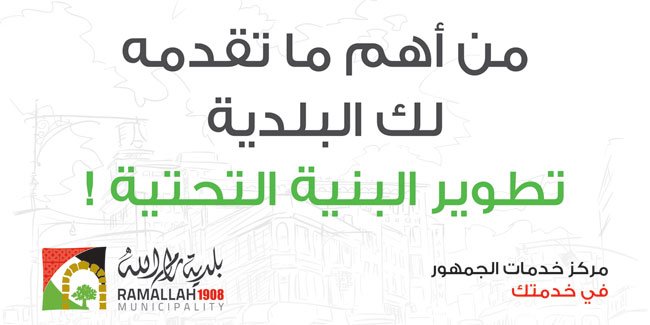 من أهم ما تقدمه
لك البلدية
تطوير البنية التحتية !
مركز خدمات الجمهور
في خدمتك
بلدية رام الله
RAMALLAH 1908
MUNICIPALITY